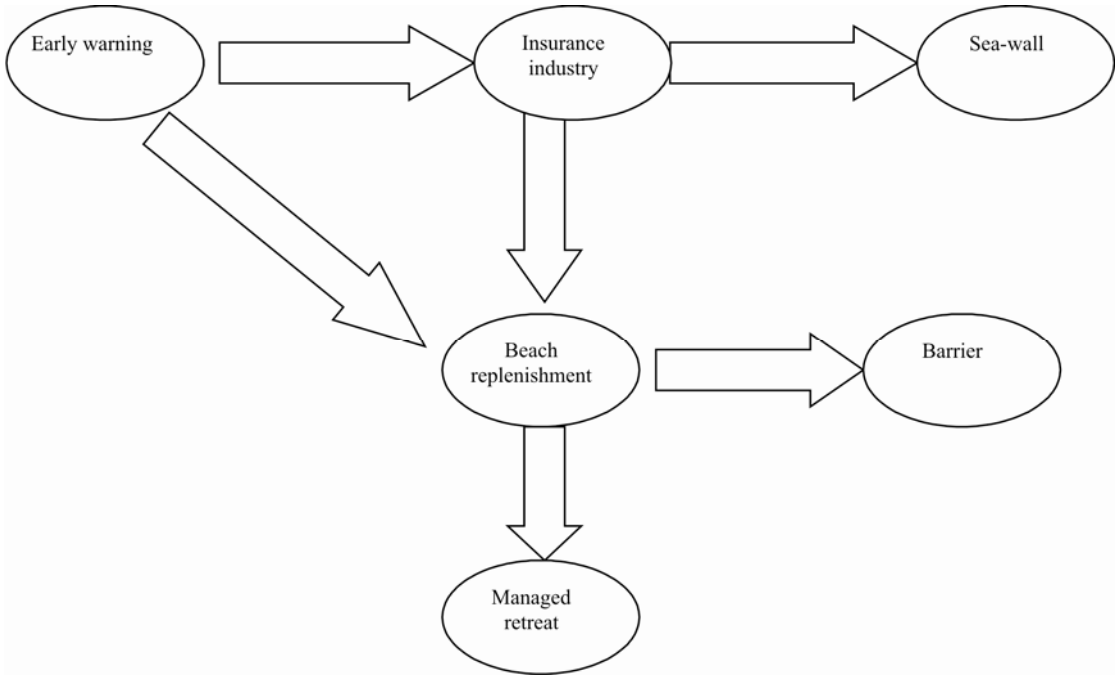 Early warning
Insurance
industry
Sea-wall
Beach
replenishment
Barrier
Managed
retreat